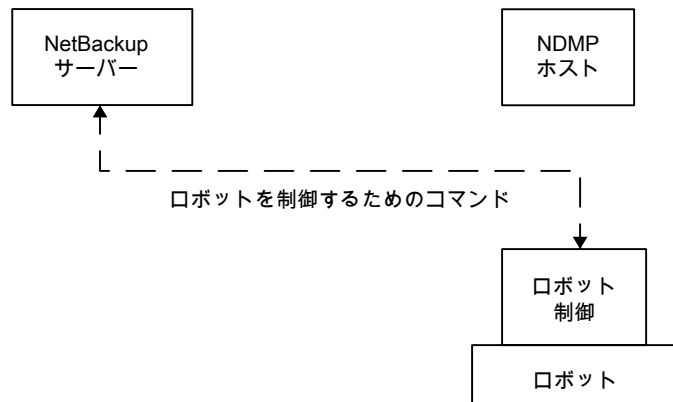 NetBackup
サーバー
NDMP
ホスト
ロボットを制御するためのコマンド
ロボット
制御
ロボット